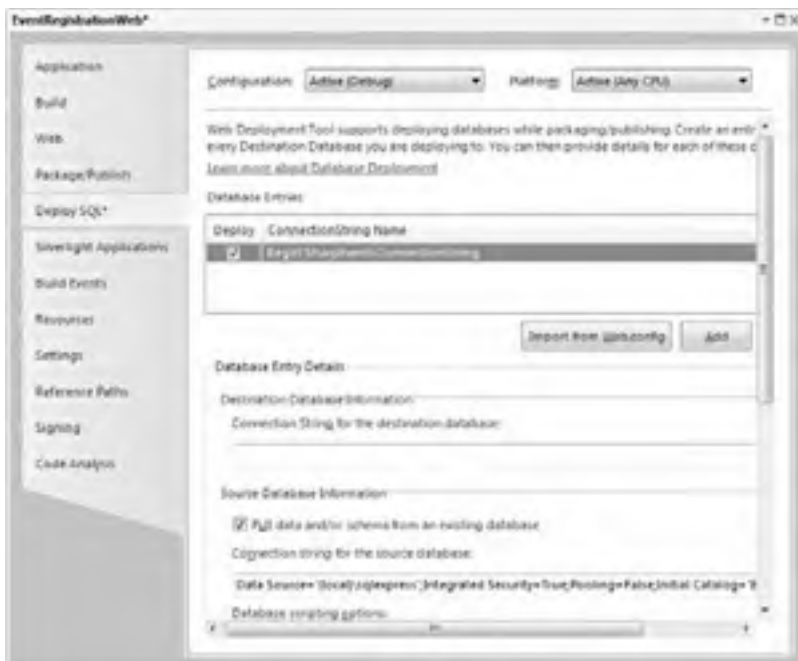 EventRegistrationWeb*
Application
Build
Web
Package/Publish
Deploy SQL*
Silverlight Applications
Build Events
Resources
Settings
Reference Paths
Signing
Code Analysis
Configuration: Active (Debug) Platform: Active (Any CPU)
Web Deployment Tool supports deploying databases while packaging/publishing. Create an entr
every Destination Database you are deploying to. You can then provide details for each of these d
Learn more about Database Deployment
Database Entries
Deploy ConnectionString Name
Import from Web.config Add
Database Entry Details
Destination Database Information
Connection String for the destination database:
Source Database Information
Pull data and/or schema from an existing database
Connection string for the source database:
Data Source='(local)\sqlexpress';Integrated Security=True;Pooling=False;Initial Catalog='
Database scripting options: